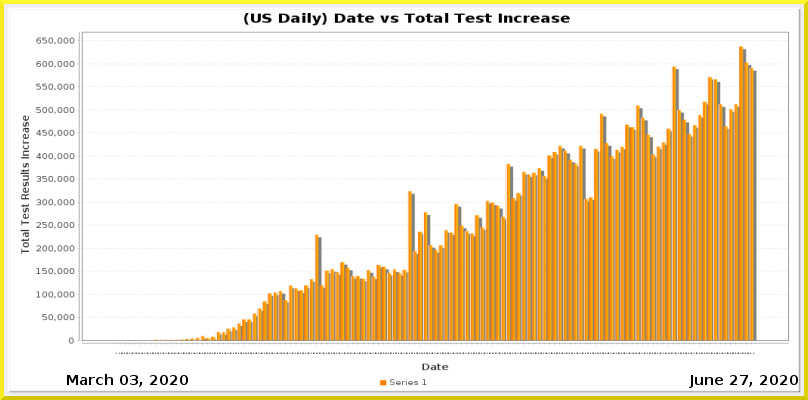 (US Daily) Date vs Total Test Increase
Total Test Results Increase
650,000
600,000
550,000
500,000
450,000
400,000
350,000
300,000
250,000
200,000
150,000
100,000
50,000
0
Date
March 03, 2020
June 27, 2020
Series 1